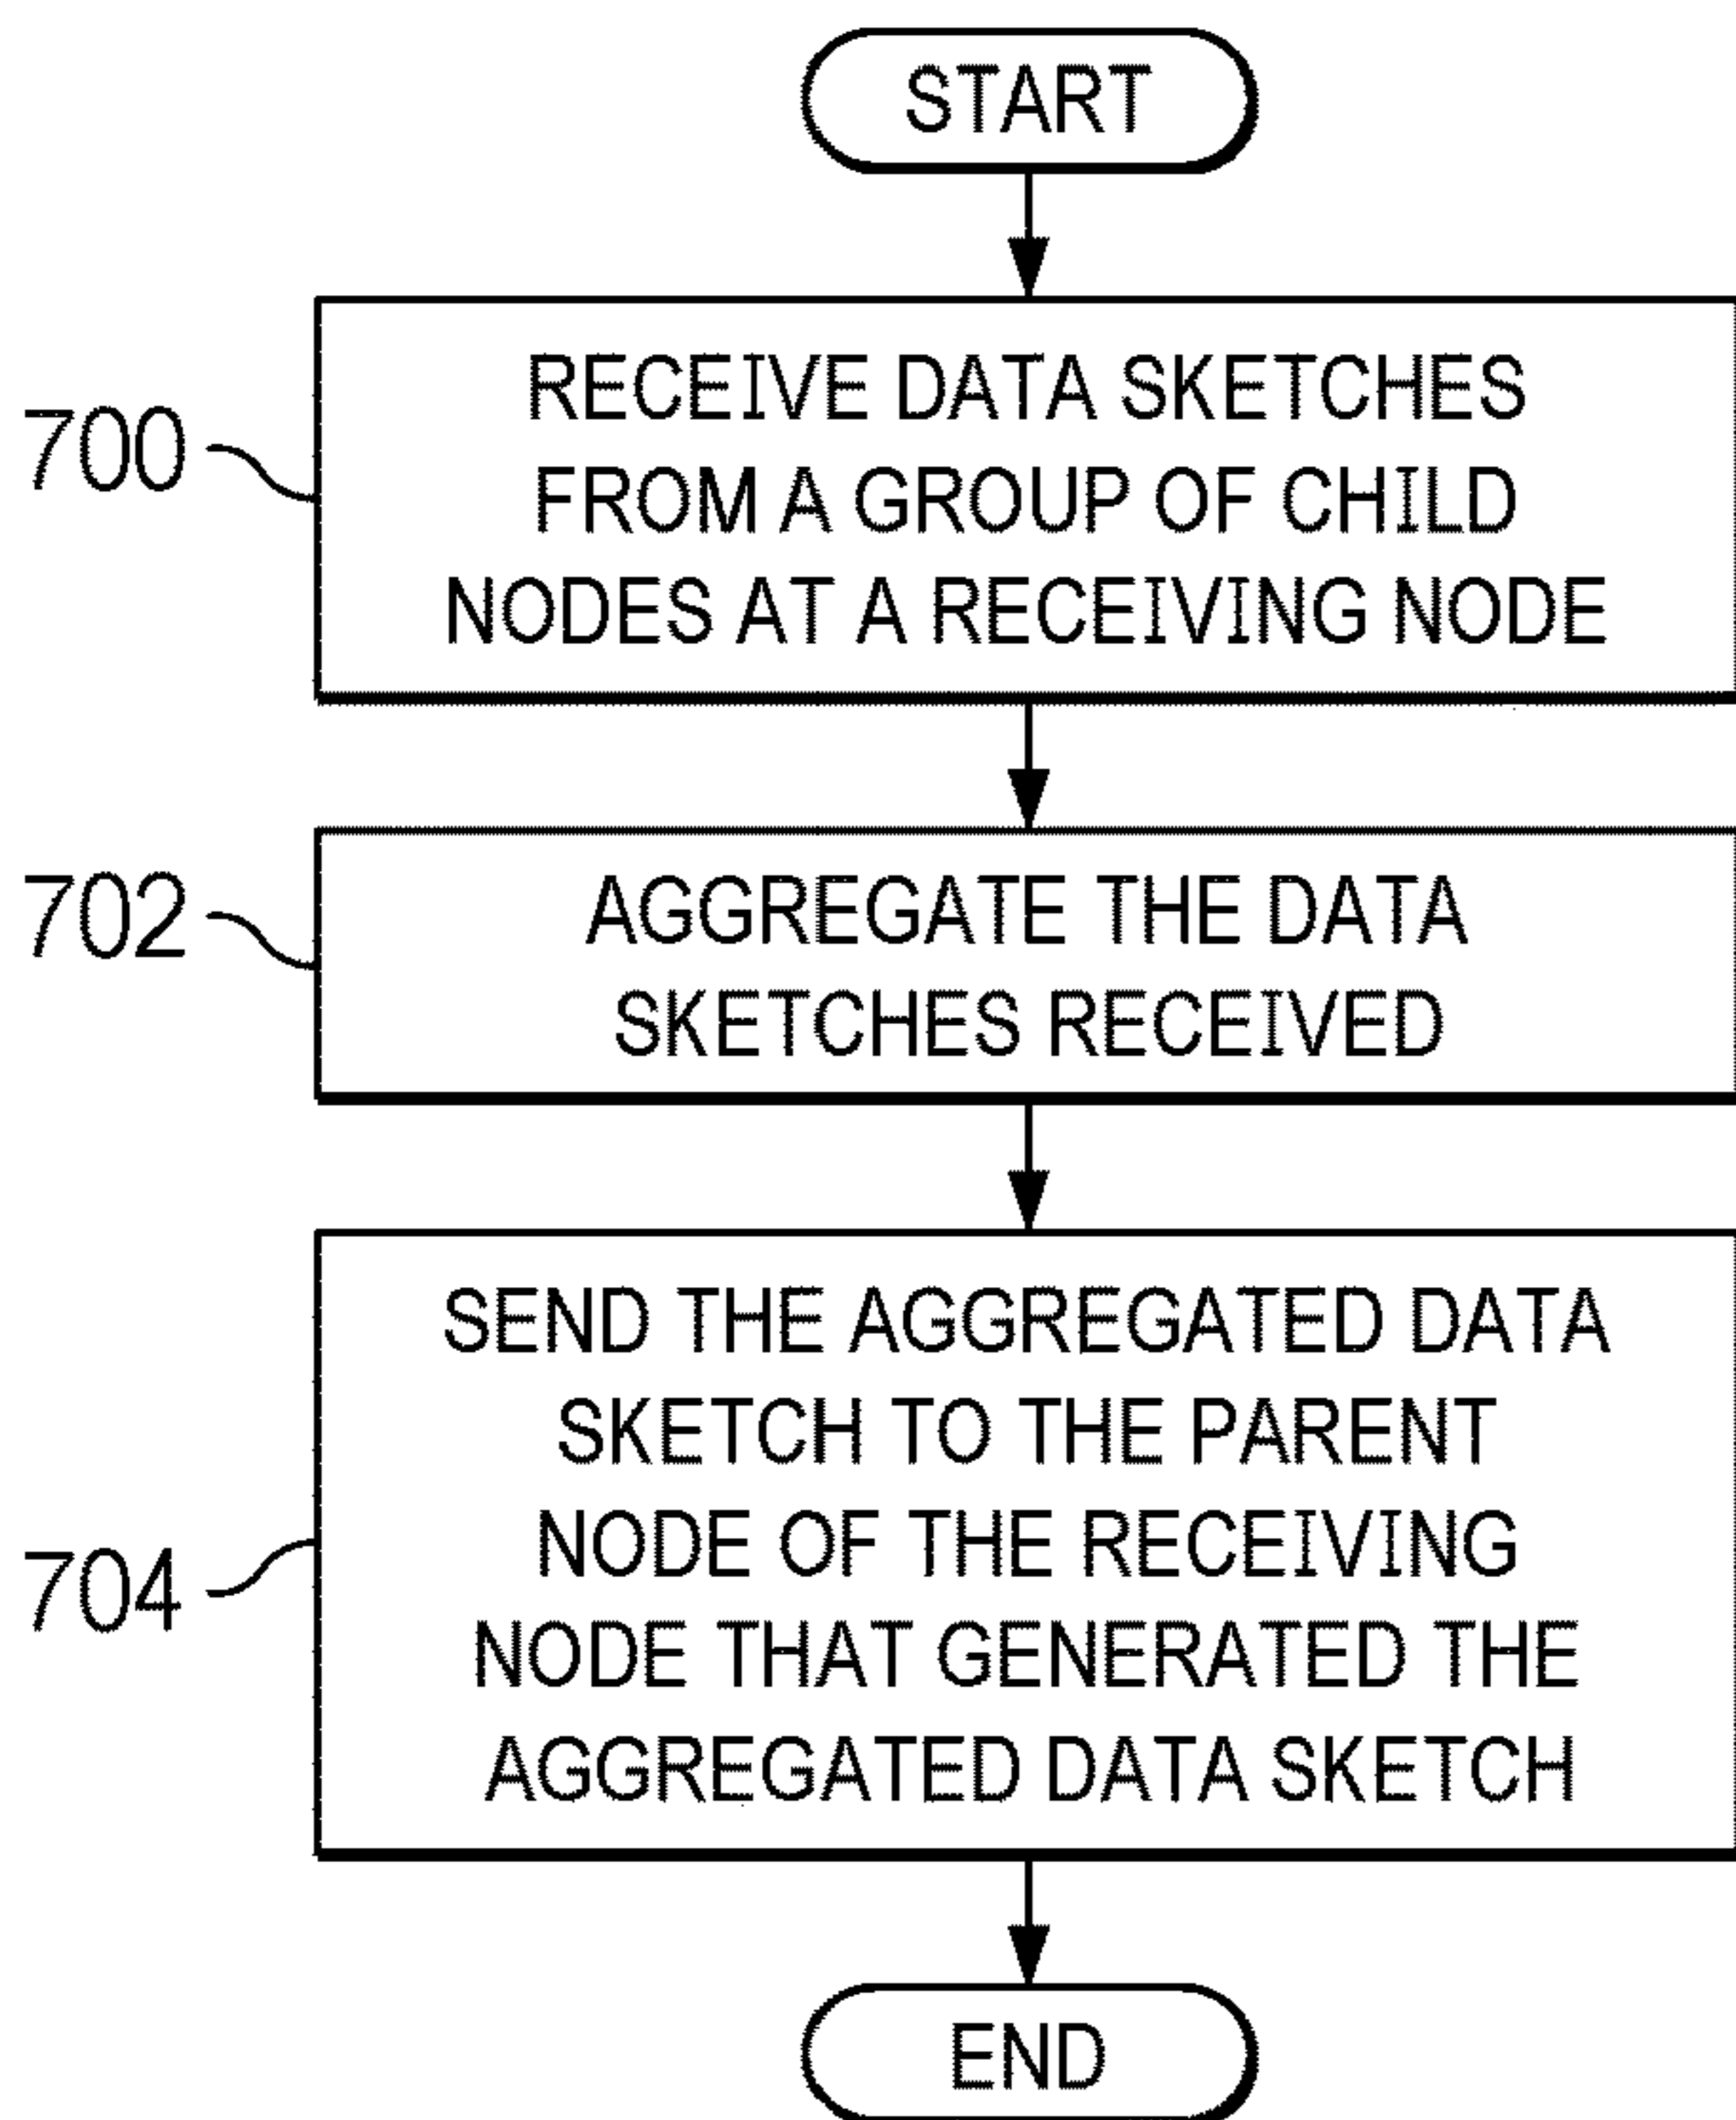 START
700
RECEIVE DATA SKETCHES
FROM A GROUP OF CHILD
NODES AT A RECEIVING NODE
702
AGGREGATE THE DATA
SKETCHES RECEIVED
704
SEND THE AGGREGATED DATA
SKETCH TO THE PARENT
NODE OF THE RECEIVING
NODE THAT GENERATED THE
AGGREGATED DATA SKETCH
END